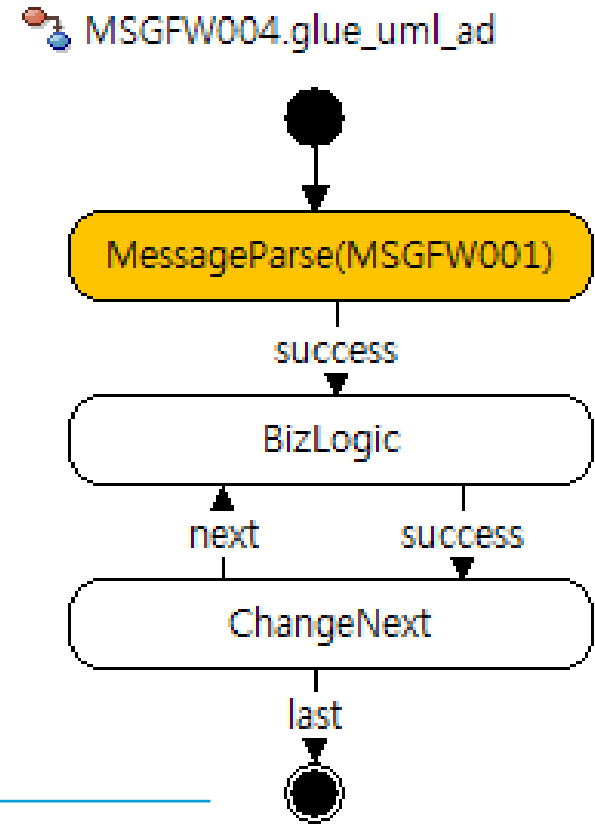 MSGFW004.glue_uml_ad
MessageParse(MSGFW001)
success
BizLogic
next
success
ChangeNext
last